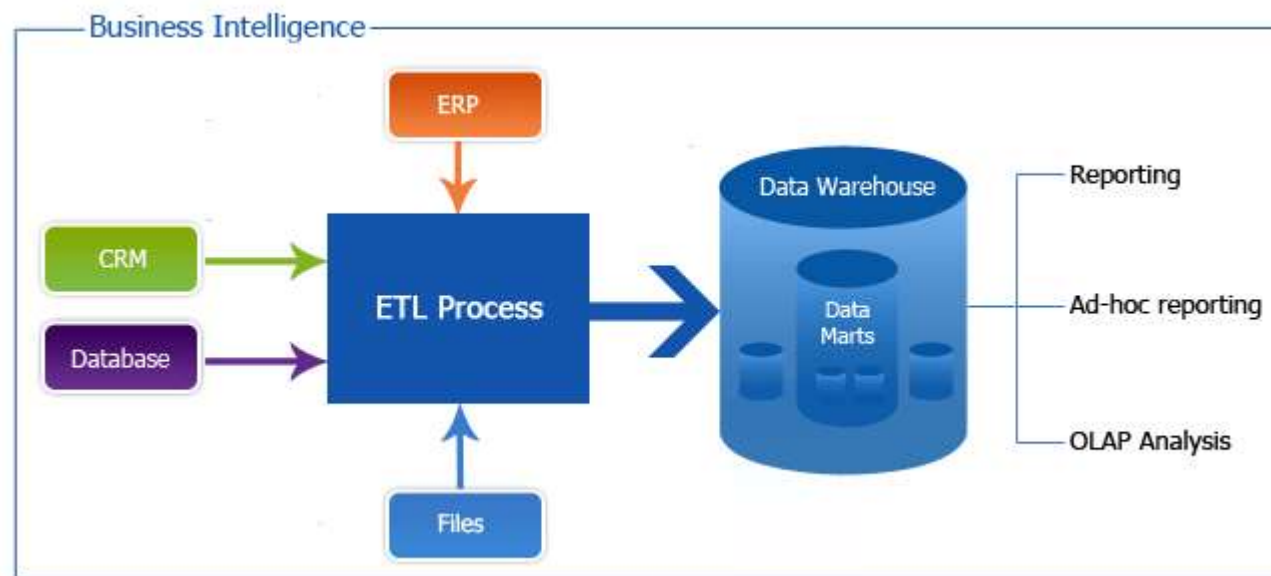 Business Intelligence
ERP
CRM
Database
ETL Process
Files
Data Warehouse
Data
Marts
Reporting
Ad-hoc reporting
OLAP Analysis